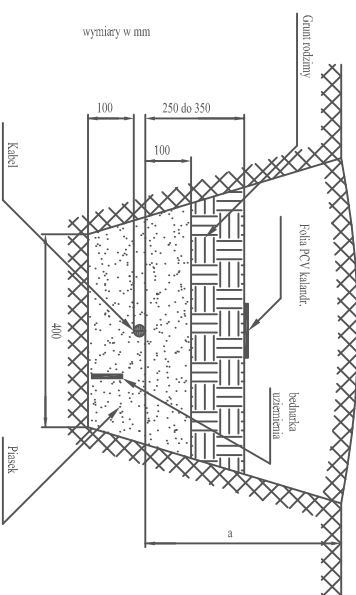 wymiary w mm
Grunt rodzimy
100
250 do 350
100
Folia PCV kalandr.
Kabel
400
bednarka
uziemienia
Piasek
a